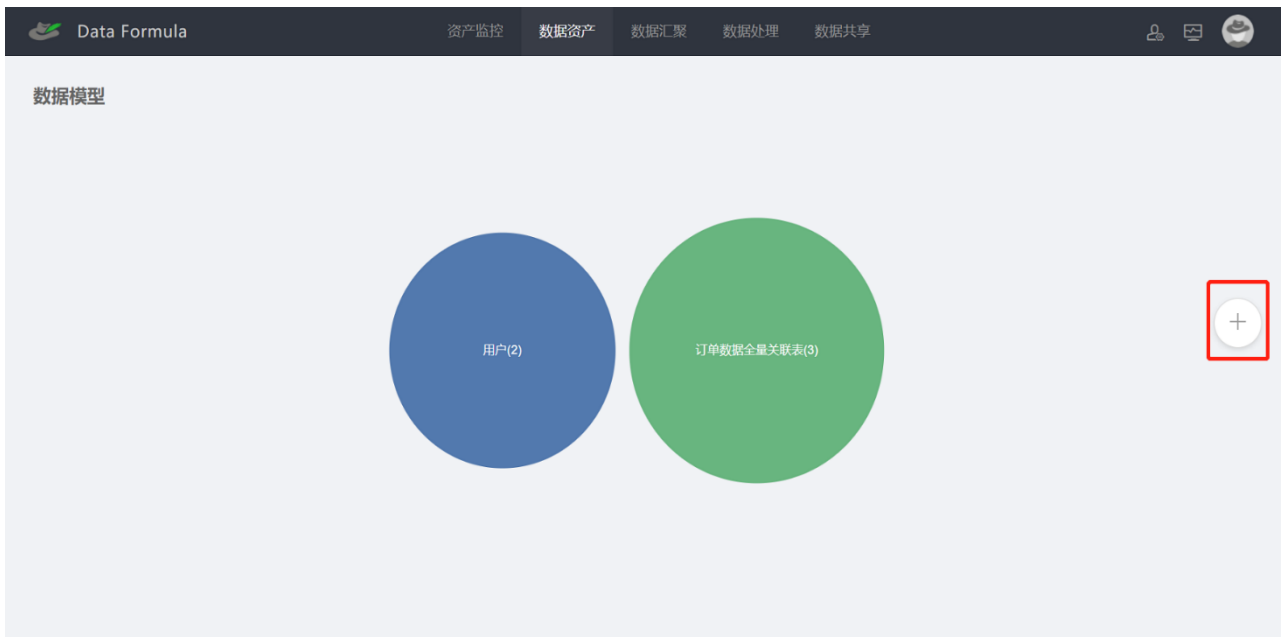 Data Formula
资产监控 数据资产 数据汇聚 数据处理 数据共享
数据模型
用户(2)
订单数据全量关联表(3)